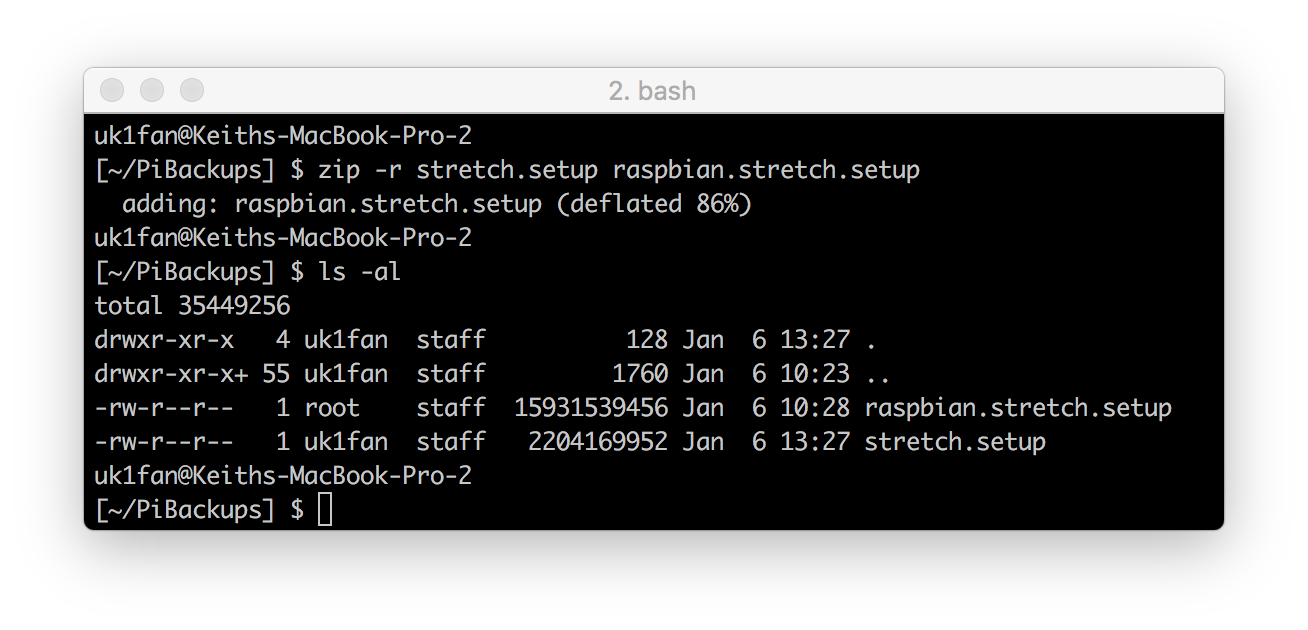 2. bash
uk1fan@Keiths-MacBook-Pro-2
[~/PiBackups] $ zip -r stretch.setup raspbian.stretch.setup
  adding: raspbian.stretch.setup (deflated 86%)
uk1fan@Keiths-MacBook-Pro-2
[~/PiBackups] $ ls -al
total 35449256
drwxr-xr-x   4 uk1fan  staff          128 Jan  6 13:27 .
drwxr-xr-x+ 55 uk1fan  staff         1760 Jan  6 10:23 ..
-rw-r--r--   1 root    staff  15931539456 Jan  6 10:28 raspbian.stretch.setup
-rw-r--r--   1 uk1fan  staff   2204169952 Jan  6 13:27 stretch.setup
uk1fan@Keiths-MacBook-Pro-2
[~/PiBackups] $